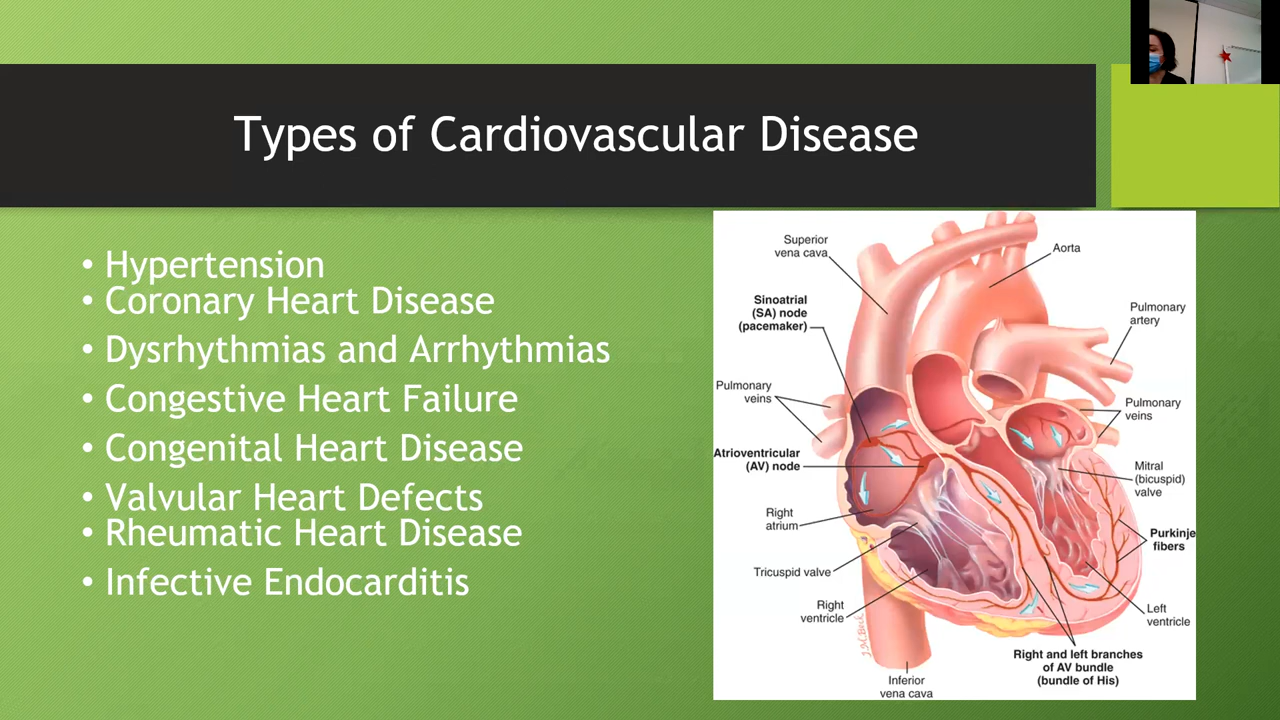 Types of Cardiovascular Disease
• Hypertension
• Coronary Heart Disease
• Dysrhythmias and Arrhythmias
• Congestive Heart Failure
• Congenital Heart Disease
• Valvular Heart Defects
• Rheumatic Heart Disease
• Infective Endocarditis
Superior
vena cava
Sinoatrial
(SA) node
(pacemaker)
Pulmonary
veins
Atrioventricular
(AV) node
Right
atrium
Tricuspid valve
Right
ventricle
Inferior
vena cava
Aorta
Pulmonary
artery
Pulmonary
veins
Mitral
(bicuspid)
valve
Purkinje
fibers
Left
ventricle
Right and left branches
of AV bundle
(bundle of His)